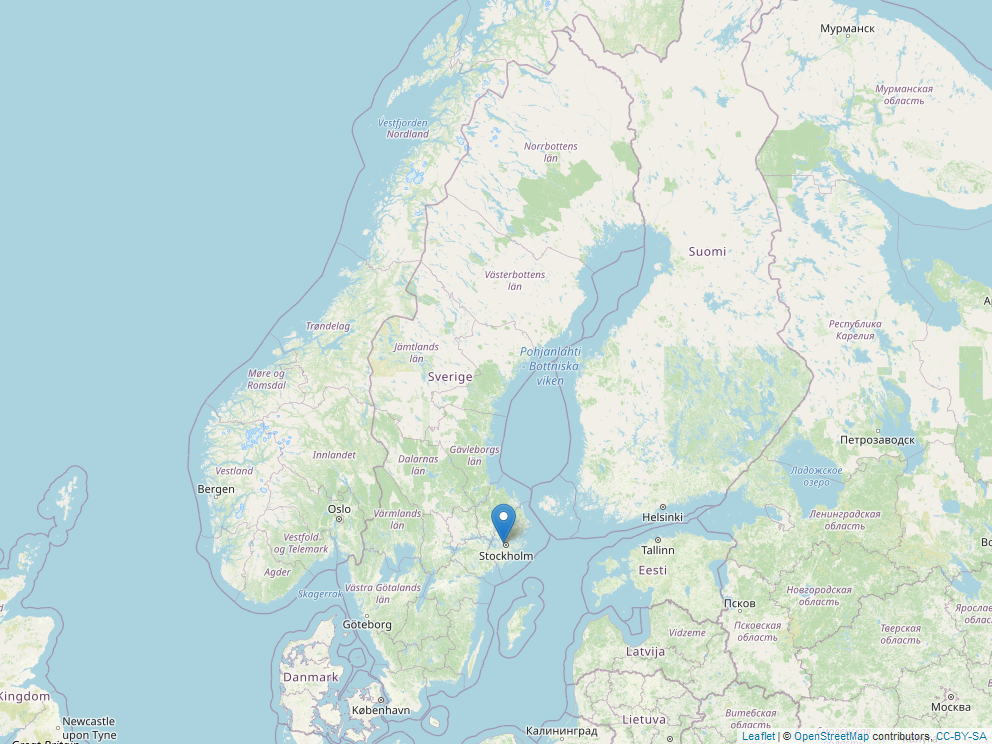 Мурманск
Мурманская
область
Vestfjorden
Nordland
Norrbottens
län
Suomi
Västerbottens
län
Trøndelag
Республика
Карелия
Jämtlands
län
Pohjanlahti
- Bottniska
viken
Møre og
Romsdal
Sverige
Петрозаводск
Innlandet
Gävleborgs
län
Dalarnas
län
Vestland
Ладожское
озеро
Bergen
Oslo
Värmlands
län
Helsinki
Ленинградская
область
Vestfold
og Telemark
Stockholm
Tallinn
Eesti
Agder
Skagerrak
Västra Götalands
län
Новгородская
область
Псков
Göteborg
Псковская
область
Vidzeme
Тверская
область
Latvija
Danmark
Kingdom
København
Москва
Newcastle
upon Tyne
Lietuva
Витебская
область
Калининград
Leaflet | © OpenStreetMap contributors, CC-BY-SA